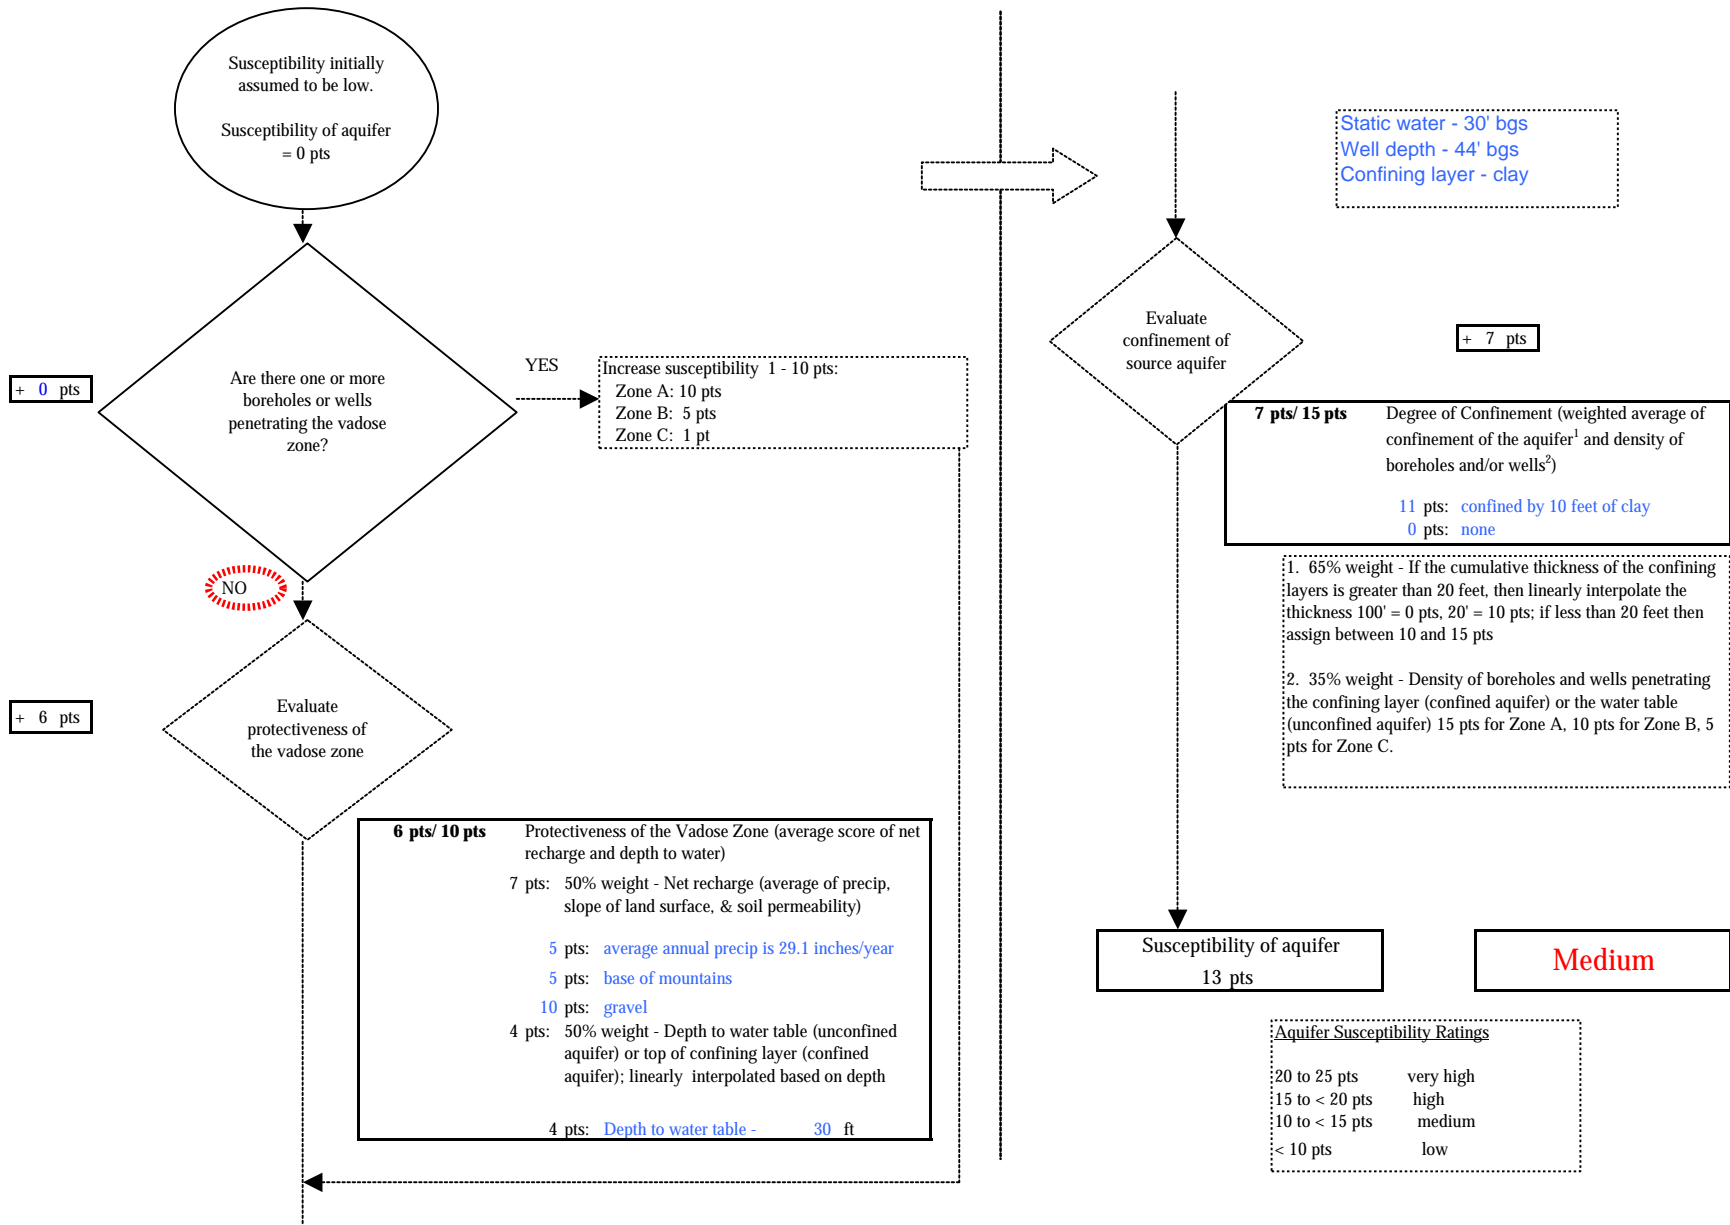 Susceptibility initially
assumed to be low.
Susceptibility of aquifer
= 0 pts
+ 0 pts
Are there one or more
boreholes or wells
penetrating the vadose
zone?
YES
Increase susceptibility 1 - 10 pts:
Zone A: 10 pts
Zone B: 5 pts
Zone C: 1 pt
NO
+ 6 pts
Evaluate
protectiveness of
the vadose zone
6 pts/ 10 pts Protectiveness of the Vadose Zone (average score of net
recharge and depth to water)
7 pts: 50% weight - Net recharge (average of precip,
slope of land surface, & soil permeability)
5 pts: average annual precip is 29.1 inches/year
5 pts: base of mountains
10 pts: gravel
4 pts: 50% weight - Depth to water table (unconfined
aquifer) or top of confining layer (confined
aquifer); linearly interpolated based on depth
4 pts: Depth to water table - 30 ft
Static water - 30' bgs
Well depth - 44' bgs
Confining layer - clay
Evaluate
confinement of
source aquifer
+ 7 pts
7 pts/ 15 pts Degree of Confinement (weighted average of
confinement of the aquifer1 and density of
boreholes and/or wells2)
11 pts: confined by 10 feet of clay
0 pts: none
1. 65% weight - If the cumulative thickness of the confining
layers is greater than 20 feet, then linearly interpolate the
thickness 100' = 0 pts, 20' = 10 pts; if less than 20 feet then
assign between 10 and 15 pts
2. 35% weight - Density of boreholes and wells penetrating
the confining layer (confined aquifer) or the water table
(unconfined aquifer) 15 pts for Zone A, 10 pts for Zone B, 5
pts for Zone C.
Susceptibility of aquifer
13 pts
Medium
Aquifer Susceptibility Ratings
20 to 25 pts very high
15 to < 20 pts high
10 to < 15 pts medium
< 10 pts low